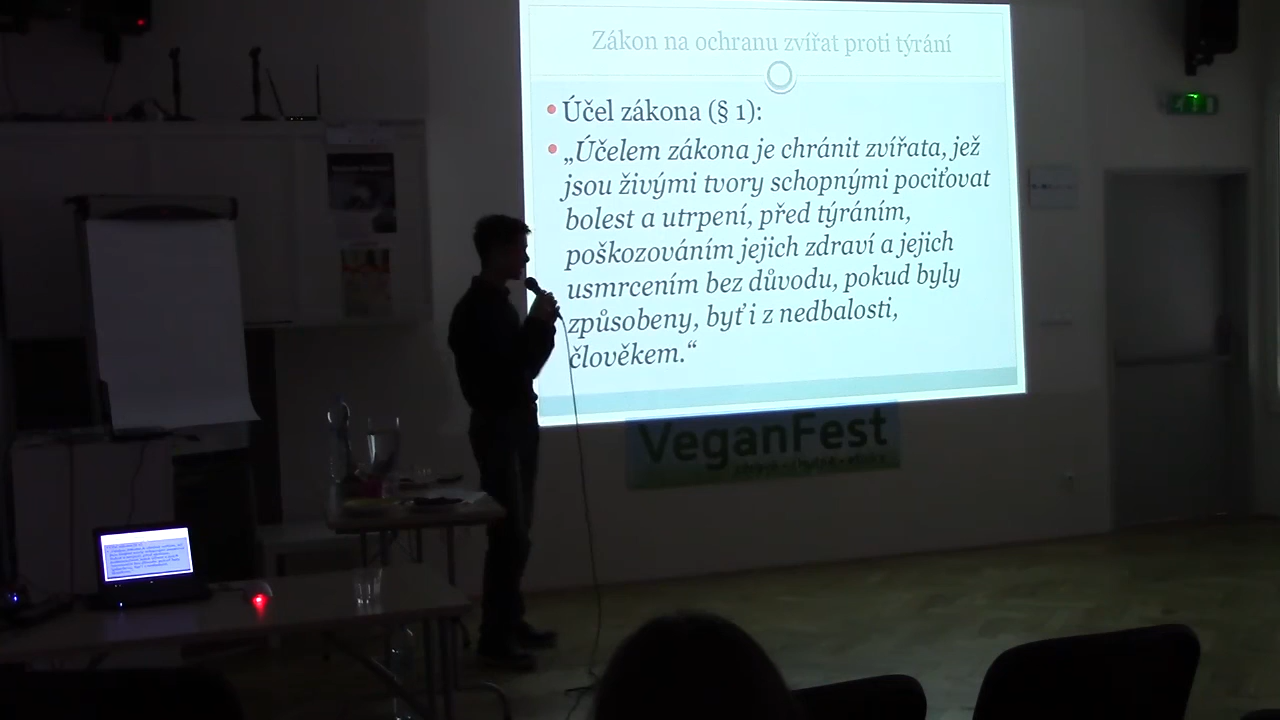 Zákon na ochranu zvířat proti týrání
Účel zákona (§ 1):
„Účelem zákona je chránit zvířata, jež
jsou živými tvory schopnými pociťovat
bolest a utrpení, před týráním,
poškozováním jejich zdraví a jejich
usmrcením bez důvodu, pokud byly
způsobeny, byť i z nedbalosti,
člověkem.“
VeganFest